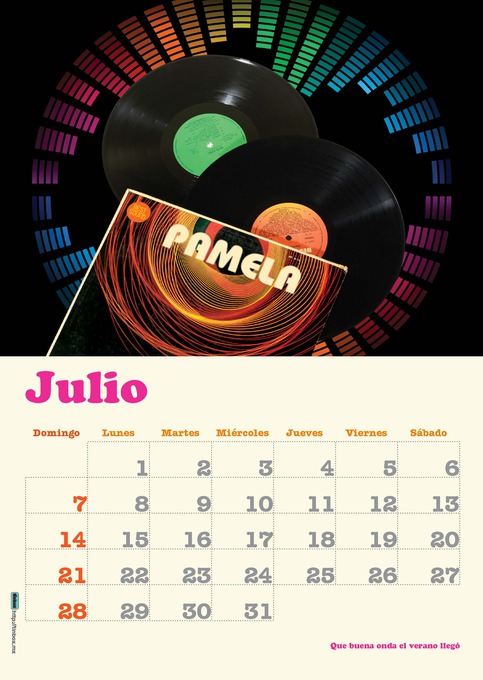 PAMELA
Julio
Domingo Lunes Martes Miércoles Jueves Viernes Sábado
1 2 3 4 5 6
7 8 9 10 11 12 13
14 15 16 17 18 19 20
21 22 23 24 25 26 27
28 29 30 31
Que buena onda el verano llegó